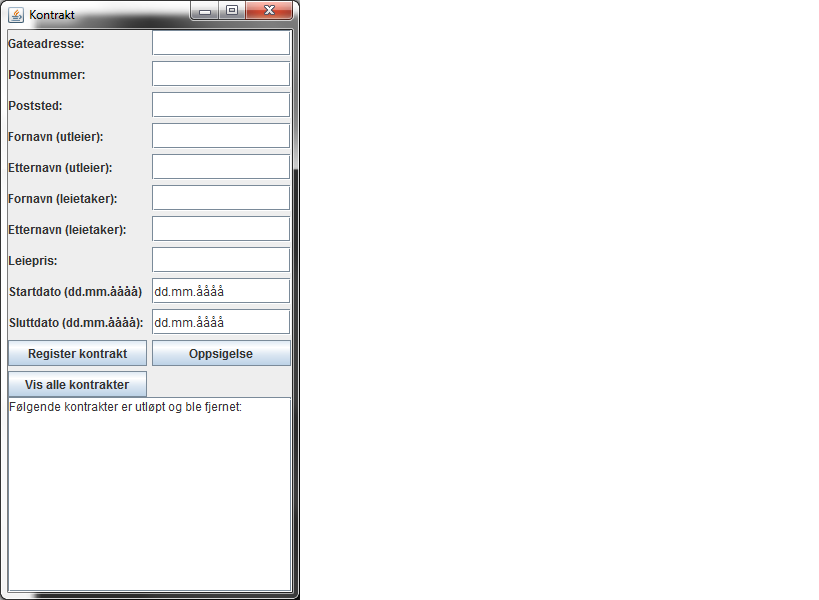 Kontrakt
Gateadresse:
Postnummer:
Poststed:
Fornavn (utleier):
Etternavn (utleier):
Fornavn (leietaker):
Etternavn (leietaker):
Leiepris:
Startdato (dd.mm.åååå) dd.mm.åååå
Sluttdato (dd.mm.åååå): dd.mm.åååå
Register kontrakt Oppsigelse
Vis alle kontrakter
Følgende kontrakter er utløpt og ble fjernet: